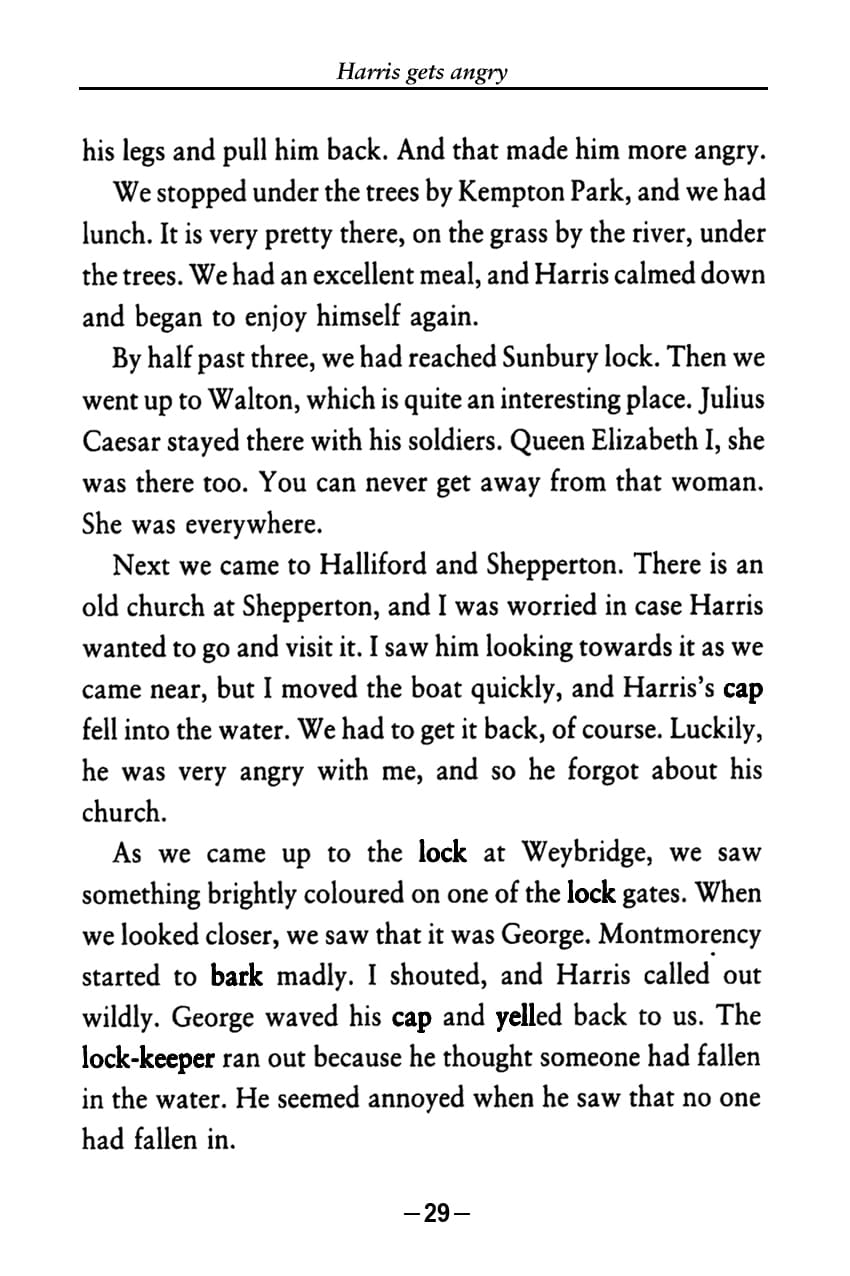 Harris gets angry
his legs and pull him back. And that made him more angry.
We stopped under the trees by Kempton Park, and we had
lunch. It is very pretty there, on the grass by the river, under
the trees. We had an excellent meal, and Harris calmed down
and began to enjoy himself again.
By half past three, we had reached Sunbury lock. Then we
went up to Walton, which is quite an interesting place. Julius
Caesar stayed there with his soldiers. Queen Elizabeth I, she
was there too. You can never get away from that woman.
She was everywhere.
Next we came to Halliford and Shepperton. There is an
old church at Shepperton, and I was worried in case Harris
wanted to go and visit it. I saw him looking towards it as we
came near, but I moved the boat quickly, and Harris's cap
fell into the water. We had to get it back, of course. Luckily,
he was very angry with me, and so he forgot about his
church.
As we came up to the lock at Weybridge, we saw
something brightly coloured on one of the lock gates. When
we looked closer, we saw that it was George. Montmorency
started to bark madly. I shouted, and Harris called out
wildly. George waved his cap and yelled back to us. The
lock-keeper ran out because he thought someone had fallen
in the water. He seemed annoyed when he saw that no one
had fallen in.
–29–